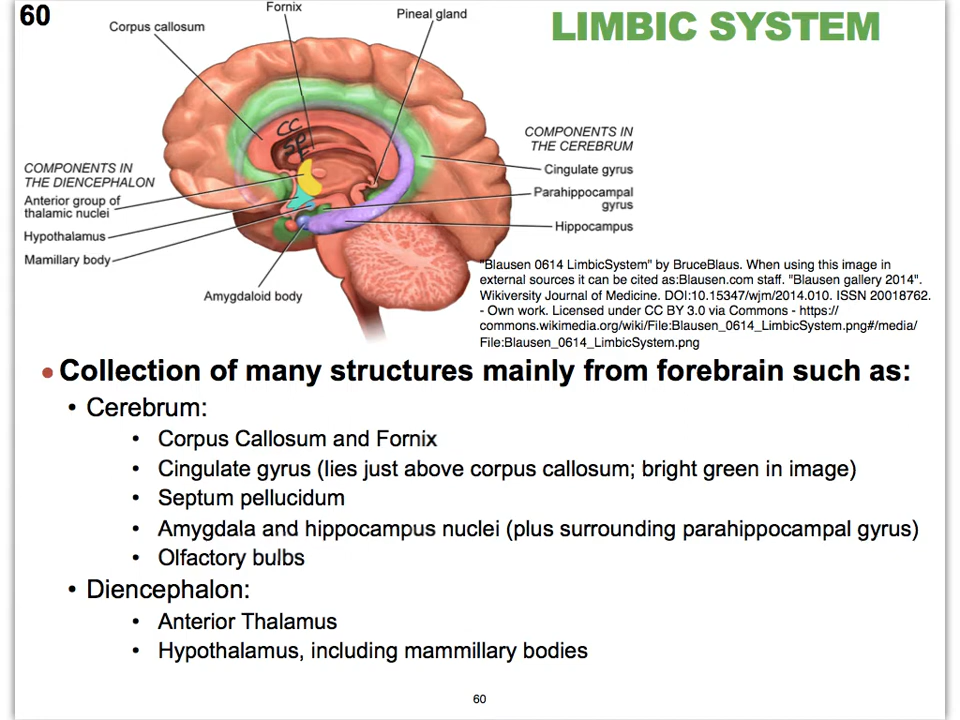 60
LIMBIC SYSTEM
Fornix
Corpus callosum
Pineal gland
CC
SP
COMPONENTS IN
THE DIENCEPHALON
Anterior group of
thalamic nuclei
Hypothalamus
Mamillary body
Amygdaloid body
COMPONENTS IN
THE CEREBRUM
Cingulate gyrus
Parahippocampal
gyrus
Hippocampus
"Blausen 0614 LimbicSystem" by BruceBlaus. When using this image in
external sources it can be cited as:Blausen.com staff. "Blausen gallery 2014".
Wikiversity Journal of Medicine. DOI:10.15347/wjm/2014.010. ISSN 20018762.
- Own work. Licensed under CC BY 3.0 via Commons - https://
commons.wikimedia.org/wiki/File:Blausen_0614_LimbicSystem.png#/media/
File:Blausen_0614_LimbicSystem.png
• Collection of many structures mainly from forebrain such as:
• Cerebrum:
• Corpus Callosum and Fornix
• Cingulate gyrus (lies just above corpus callosum; bright green in image)
• Septum pellucidum
• Amygdala and hippocampus nuclei (plus surrounding parahippocampal gyrus)
• Olfactory bulbs
• Diencephalon:
• Anterior Thalamus
• Hypothalamus, including mammillary bodies
60